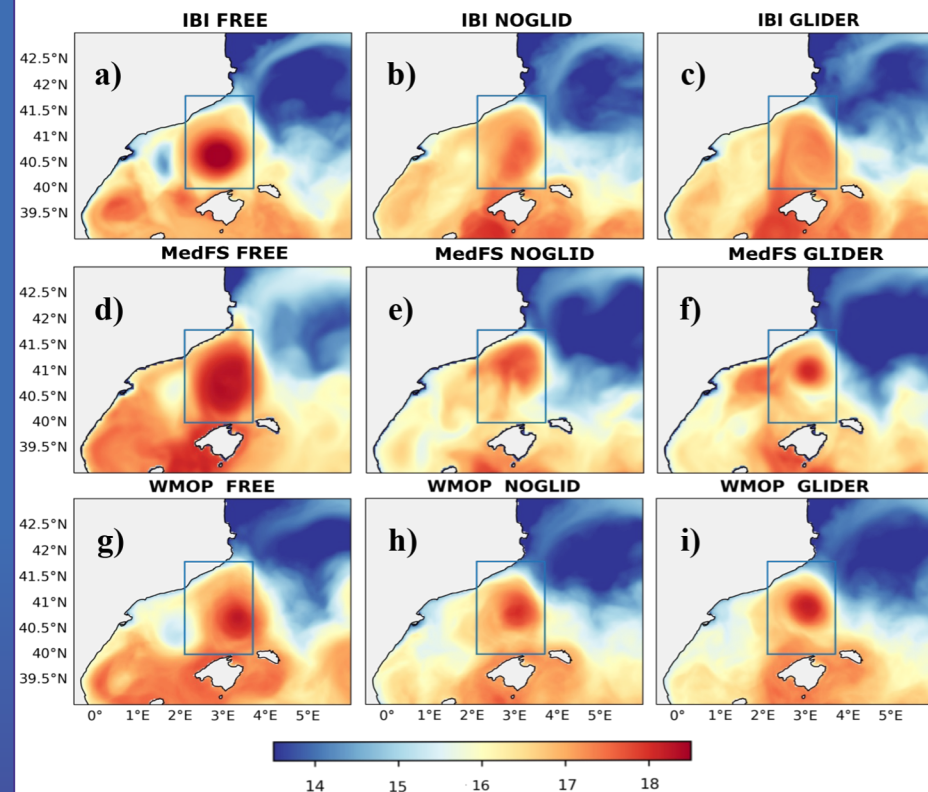 IBI FREE IBI NOGLID IBI GLIDER
a) b) c)
42.5°N
42°N
41.5°N
41°N
40.5°N
40°N
39.5°N
MedFS FREE MedFS NOGLID MedFS GLIDER
d) e) f)
42.5°N
42°N
41.5°N
41°N
40.5°N
40°N
39.5°N
WMOP FREE WMOP NOGLID WMOP GLIDER
g) h) i)
42.5°N
42°N
41.5°N
41°N
40.5°N
40°N
39.5°N
0° 1°E 2°E 3°E 4°E 5°E 0° 1°E 2°E 3°E 4°E 5°E 0° 1°E 2°E 3°E 4°E 5°E
14 15 16 17 18